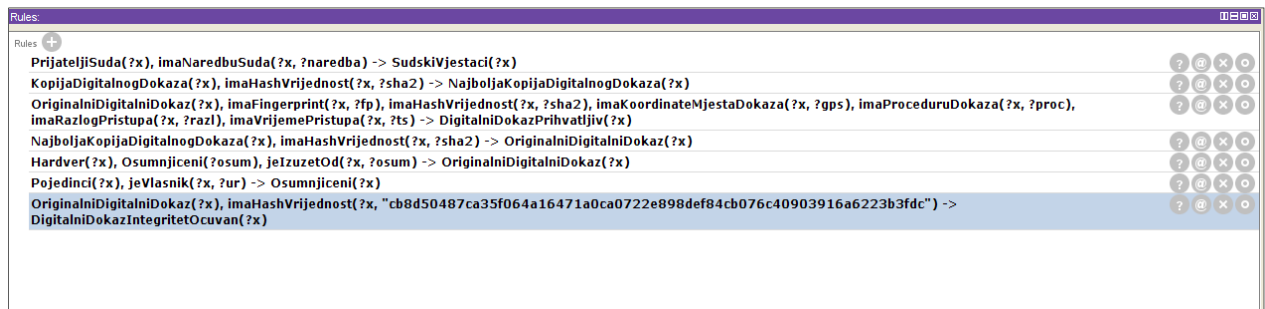 Rules:
Rules
PrijateljiSuda(?x), imaNaredbuSuda(?x, ?naredba) -> SudskiVjestaci(?x)
KopijaDigitalnogDokaza(?x), imaHashVrijednost(?x, ?sha2) -> NajboljaKopijaDigitalnogDokaza(?x)
OriginalniDigitalniDokaz(?x), imaFingerprint(?x, ?fp), imaHashVrijednost(?x, ?sha2), imaKoordinateMjestaDokaza(?x, ?gps), imaProceduruDokaza(?x, ?proc),
imaRazlogPristupa(?x, ?razl), imaVrijemePristupa(?x, ?ts) -> DigitalniDokazPrihvatljiv(?x)
NajboljaKopijaDigitalnogDokaza(?x), imaHashVrijednost(?x, ?sha2) -> OriginalniDigitalniDokaz(?x)
Hardver(?x), Osumnjiceni(?osum), jeIzuzetOd(?x, ?osum) -> OriginalniDigitalniDokaz(?x)
Pojedinci(?x), jeVlasnik(?x, ?ur) -> Osumnjiceni(?x)
OriginalniDigitalniDokaz(?x), imaHashVrijednost(?x, "cb8d50487ca35f064a16471a0ca0722e898def84cb076c40903916a6223b3fdc") ->
DigitalniDokazIntegritetOcuvan(?x)